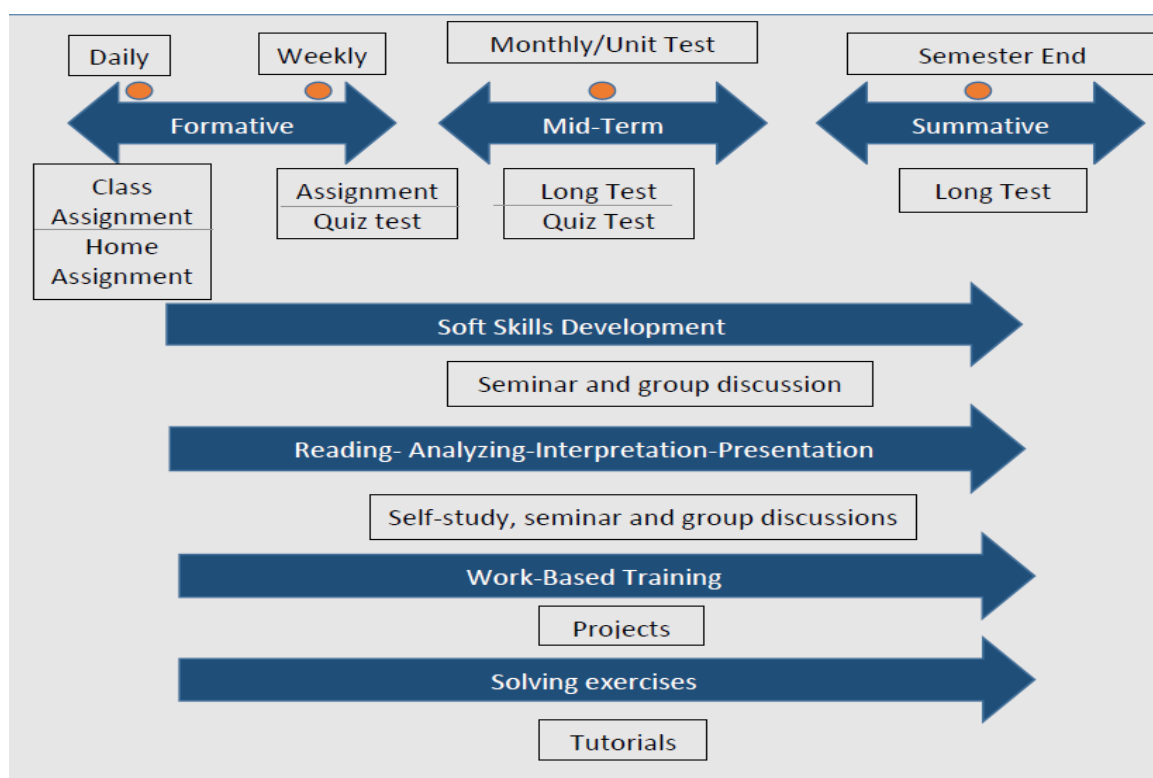 Daily
Weekly
Monthly/Unit Test
Semester End
Formative
Mid-Term
Summative
Class
Assignment
Home
Assignment
Assignment
Quiz test
Long Test
Quiz Test
Long Test
Soft Skills Development
Seminar and group discussion
Reading- Analyzing-Interpretation-Presentation
Self-study, seminar and group discussions
Work-Based Training
Projects
Solving exercises
Tutorials